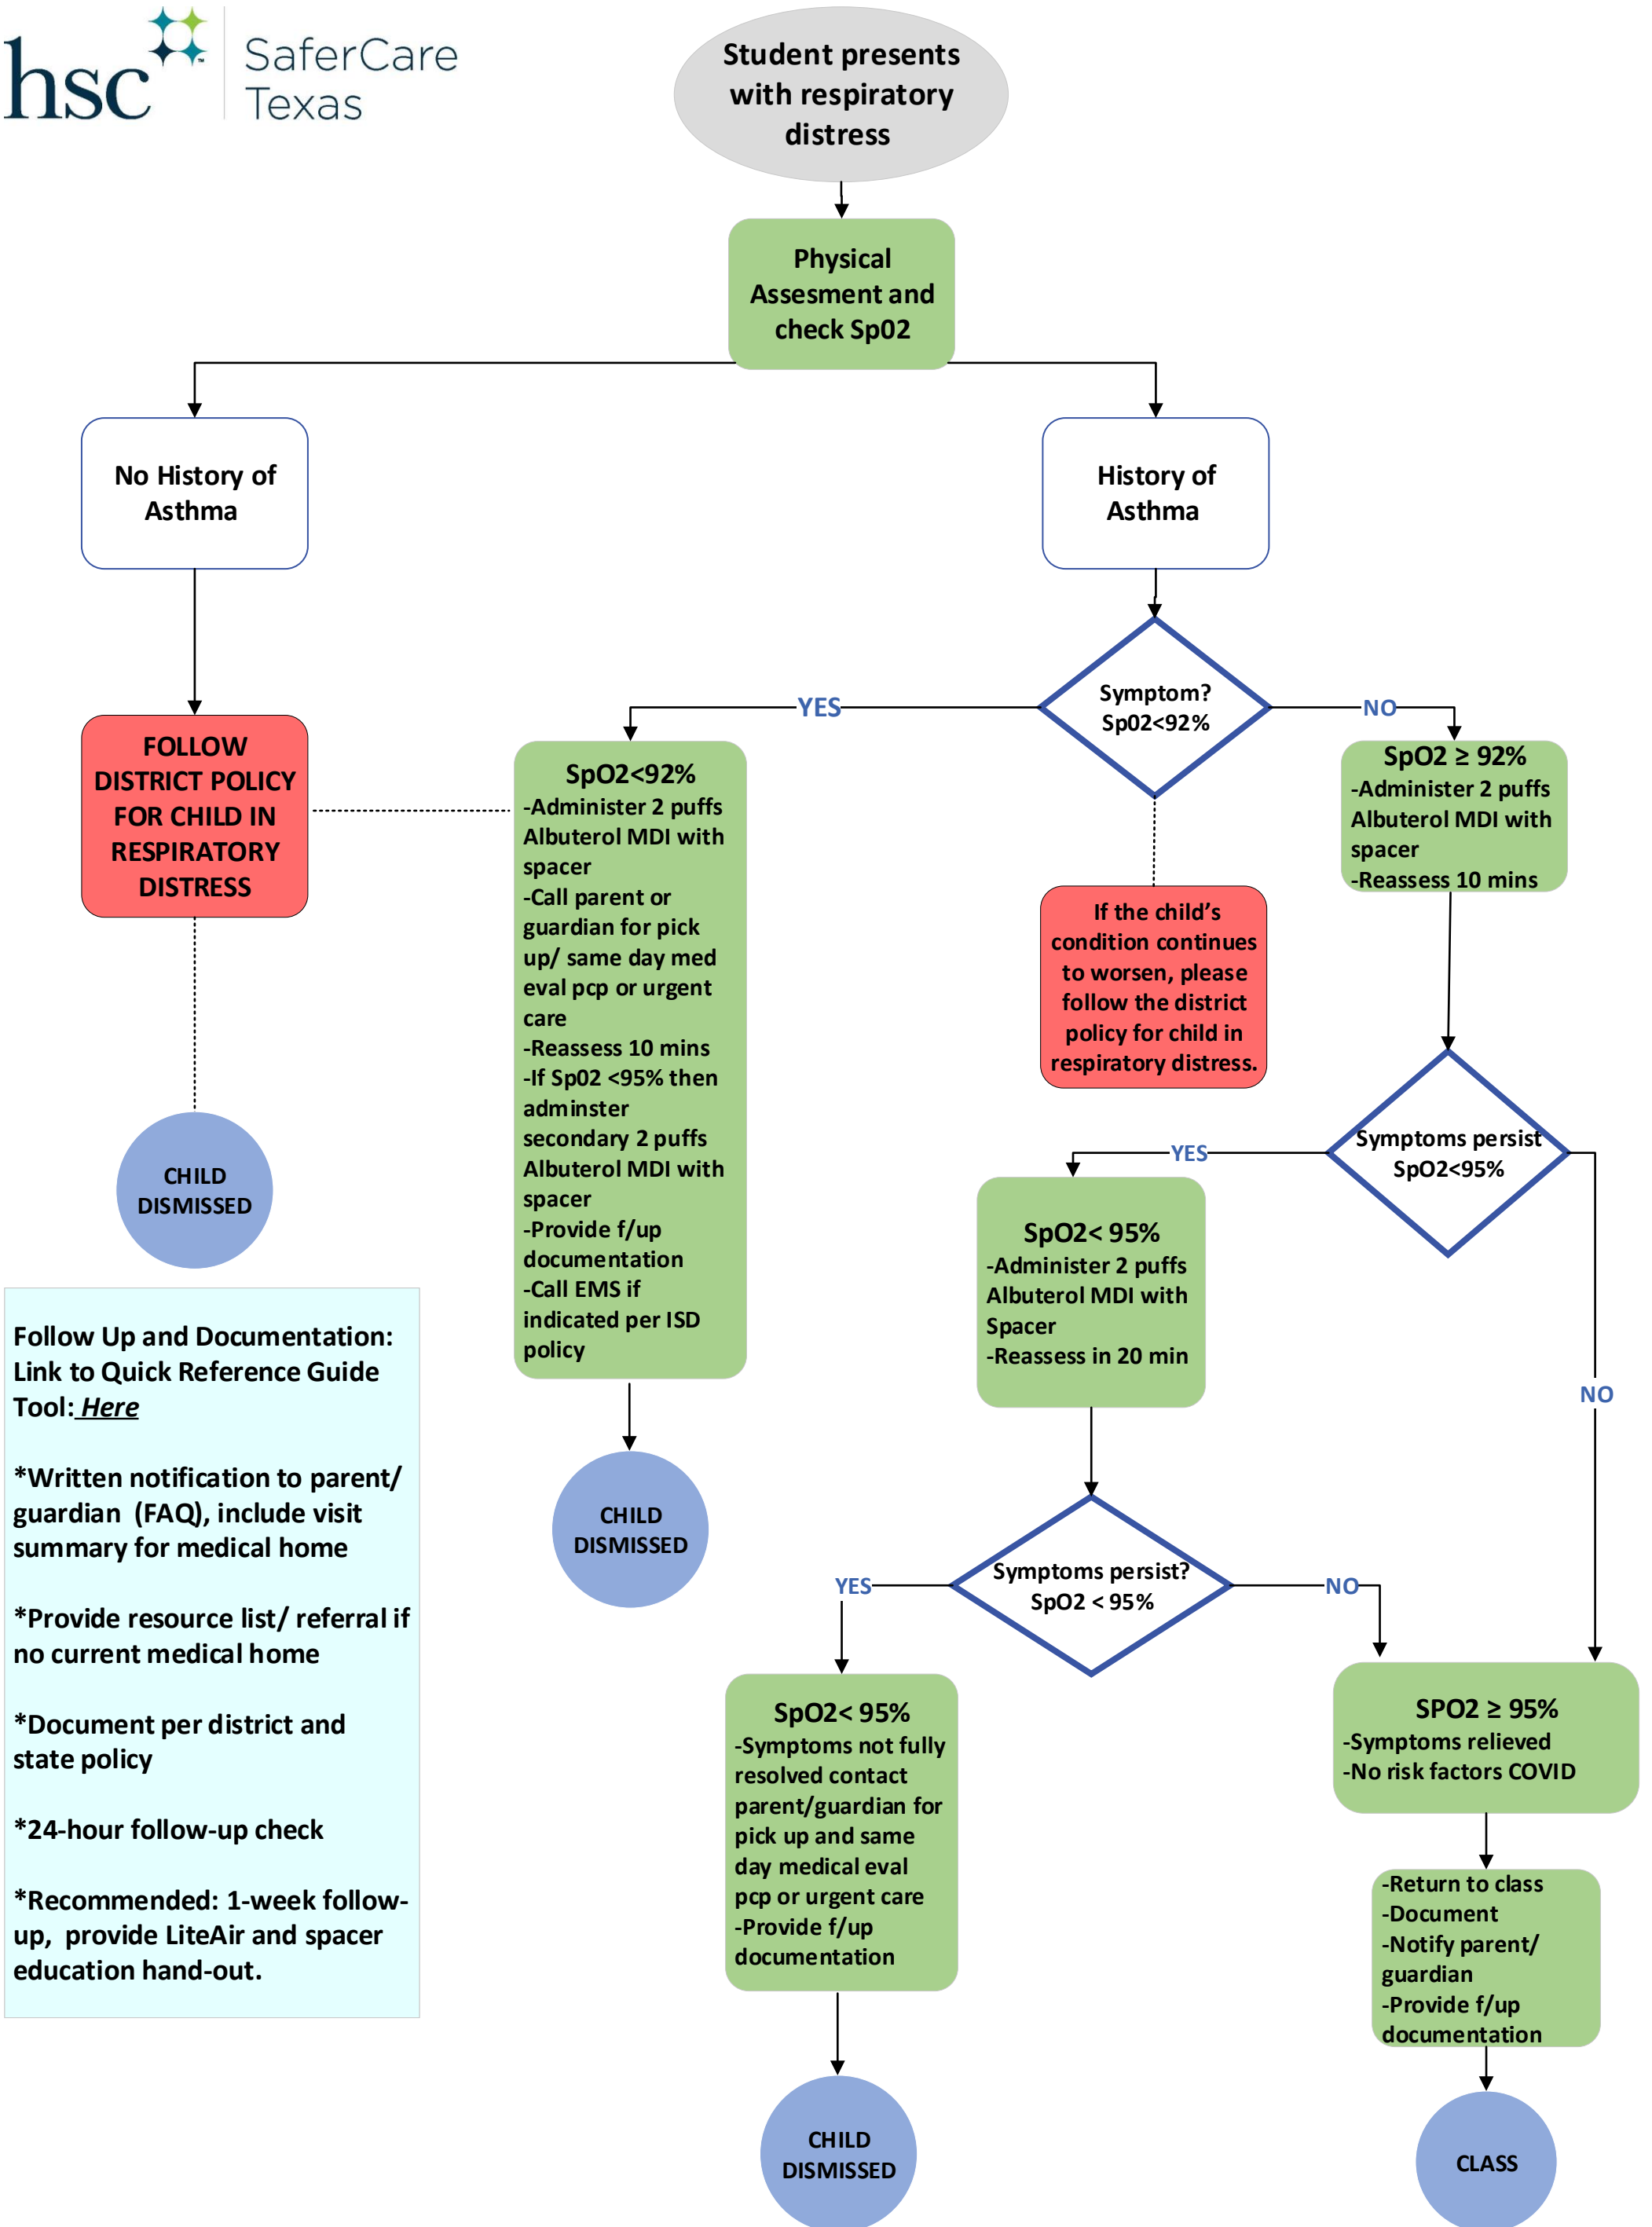 hsc
SaferCare
Texas
Student presents
with respiratory
distress
Physical
Assesment and
check Sp02
No History of
Asthma
History of
Asthma
Symptom?
Sp02<92%
YES
NO
FOLLOW
DISTRICT POLICY
FOR CHILD IN
RESPIRATORY
DISTRESS
SpO2<92%
-Administer 2 puffs
Albuterol MDI with
spacer
-Call parent or
guardian for pick
up/ same day med
eval pcp or urgent
care
-Reassess 10 mins
-If Sp02 <95% then
adminster
secondary 2 puffs
Albuterol MDI with
spacer
-Provide f/up
documentation
-Call EMS if
indicated per ISD
policy
SpO2 ≥ 92%
-Administer 2 puffs
Albuterol MDI with
spacer
-Reassess 10 mins
If the child's
condition continues
to worsen, please
follow the district
policy for child in
respiratory distress.
CHILD
DISMISSED
Symptoms persist
SpO2<95%
YES
NO
SpO2< 95%
-Administer 2 puffs
Albuterol MDI with
Spacer
-Reassess in 20 min
CHILD
DISMISSED
Symptoms persist?
SpO2 < 95%
YES
NO
SpO2< 95%
-Symptoms not fully
resolved contact
parent/guardian for
pick up and same
day medical eval
pcp or urgent care
-Provide f/up
documentation
SPO2 ≥ 95%
-Symptoms relieved
-No risk factors COVID
-Return to class
-Document
-Notify parent/
guardian
-Provide f/up
documentation
CHILD
DISMISSED
CLASS
Follow Up and Documentation:
Link to Quick Reference Guide
Tool: Here
*Written notification to parent/
guardian  (FAQ), include visit
summary for medical home
*Provide resource list/ referral if
no current medical home
*Document per district and
state policy
*24-hour follow-up check
*Recommended: 1-week follow-
up,  provide LiteAir and spacer
education hand-out.